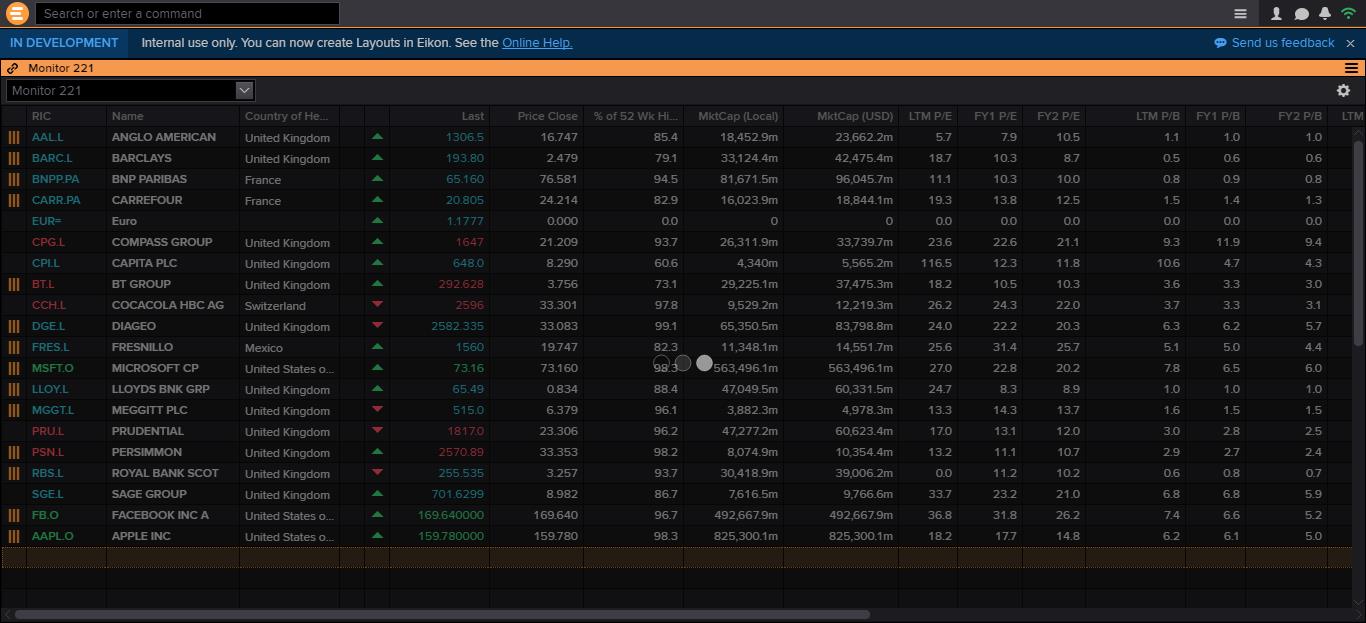 Search or enter a command
IN DEVELOPMENT Internal use only. You can now create Layouts in Eikon. See the Online Help. Send us feedback
Monitor 221
Monitor 221
RIC Name Country of He... Last Price Close % of 52 Wk Hi... MktCap (Local) MktCap (USD) LTM P/E FY1 P/E FY2 P/E LTM P/B FY1 P/B FY2 P/B LTM
AAL.L ANGLO AMERICAN United Kingdom 1306.5 16.747 85.4 18,452.9m 23,662.2m 5.7 7.9 10.5 1.1 1.0 1.0
BARC.L BARCLAYS United Kingdom 193.80 2.479 79.1 33,124.4m 42,475.4m 18.7 10.3 8.7 0.5 0.6 0.6
BNPP.PA BNP PARIBAS France 65.160 76.581 94.5 81,671.5m 96,045.7m 11.1 10.3 10.0 0.8 0.9 0.8
CARR.PA CARREFOUR France 20.805 24.214 82.9 16,023.9m 18,844.1m 19.3 13.8 12.5 1.5 1.4 1.3
EUR= Euro 1.1777 0.000 0.0 0 0 0.0 0.0 0.0 0.0 0.0 0.0
CPG.L COMPASS GROUP United Kingdom 1647 21.209 93.7 26,311.9m 33,739.7m 23.6 22.6 21.1 9.3 11.9 9.4
CPI.L CAPITA PLC United Kingdom 648.0 8.290 60.6 4,340m 5,565.2m 116.5 12.3 11.8 10.6 4.7 4.3
BT.L BT GROUP United Kingdom 292.628 3.756 73.1 29,225.1m 37,475.3m 18.2 10.5 10.3 3.6 3.3 3.0
CCH.L COCACOLA HBC AG Switzerland 2596 33.301 97.8 9,529.2m 12,219.3m 26.2 24.3 22.0 3.7 3.3 3.1
DGE.L DIAGEO United Kingdom 2582.335 33.083 99.1 65,350.5m 83,798.8m 24.0 22.2 20.3 6.3 6.2 5.7
FRES.L FRESNILLO Mexico 1560 19.747 82.3 11,348.1m 14,551.7m 25.6 31.4 25.7 5.1 5.0 4.4
MSFT.O MICROSOFT CP United States o... 73.16 73.160 98.3 563,496.1m 563,496.1m 27.0 22.8 20.2 7.8 6.5 6.0
LLOY.L LLOYDS BNK GRP United Kingdom 65.49 0.834 88.4 47,049.5m 60,331.5m 24.7 8.3 8.9 1.0 1.0 1.0
MGGT.L MEGGITT PLC United Kingdom 515.0 6.379 96.1 3,882.3m 4,978.3m 13.3 14.3 13.7 1.6 1.5 1.5
PRU.L PRUDENTIAL United Kingdom 1817.0 23.306 96.2 47,277.2m 60,623.4m 17.0 13.1 12.0 3.0 2.8 2.5
PSN.L PERSIMMON United Kingdom 2570.89 33.353 98.2 8,074.9m 10,354.4m 13.2 11.1 10.7 2.9 2.7 2.4
RBS.L ROYAL BANK SCOT United Kingdom 255.535 3.257 93.7 30,418.9m 39,006.2m 0.0 11.2 10.2 0.6 0.8 0.7
SGE.L SAGE GROUP United Kingdom 701.6299 8.982 86.7 7,616.5m 9,766.6m 33.7 23.2 21.0 6.8 6.8 5.9
FB.O FACEBOOK INC A United States o... 169.640000 169.640 96.7 492,667.9m 492,667.9m 36.8 31.8 26.2 7.4 6.6 5.2
AAPL.O APPLE INC United States o... 159.780000 159.780 98.3 825,300.1m 825,300.1m 18.2 17.7 14.8 6.2 6.1 5.0